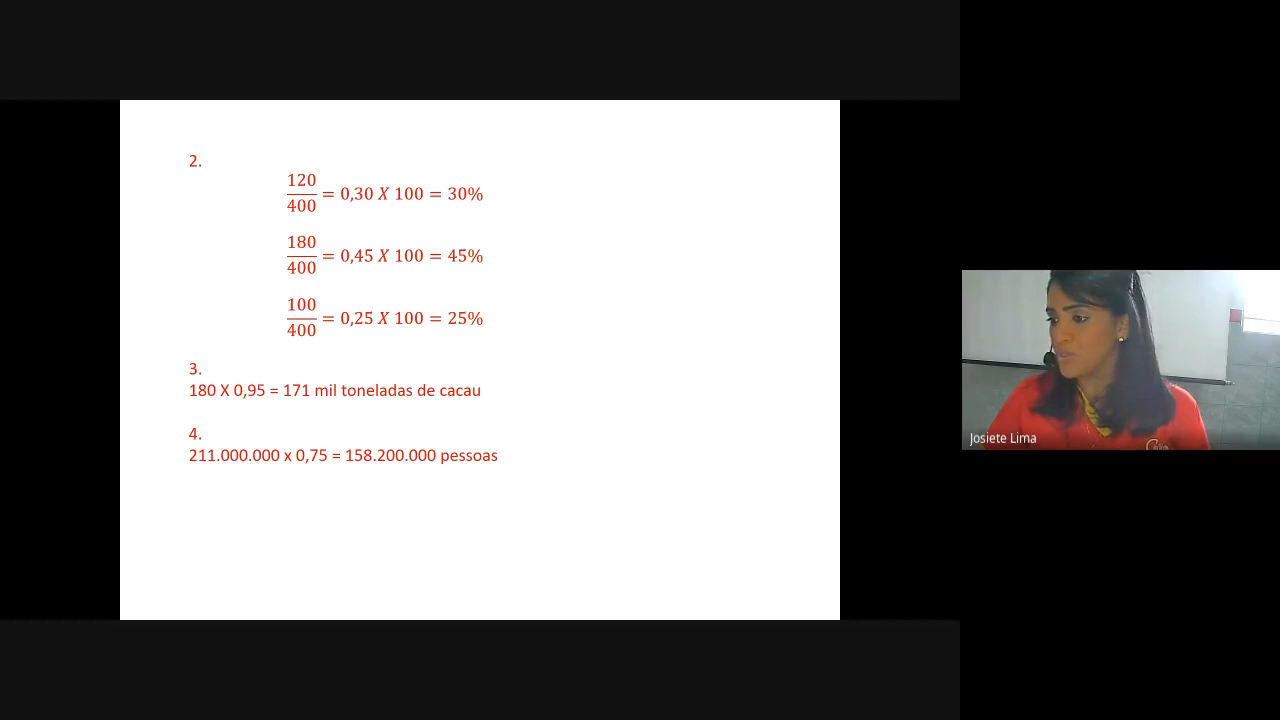 2.
120/400 = 0,30 X 100 = 30%
180/400 = 0,45 X 100 = 45%
100/400 = 0,25 X 100 = 25%
3.
180 X 0,95 = 171 mil toneladas de cacau
4.
211.000.000 x 0,75 = 158.200.000 pessoas
Josiete Lima